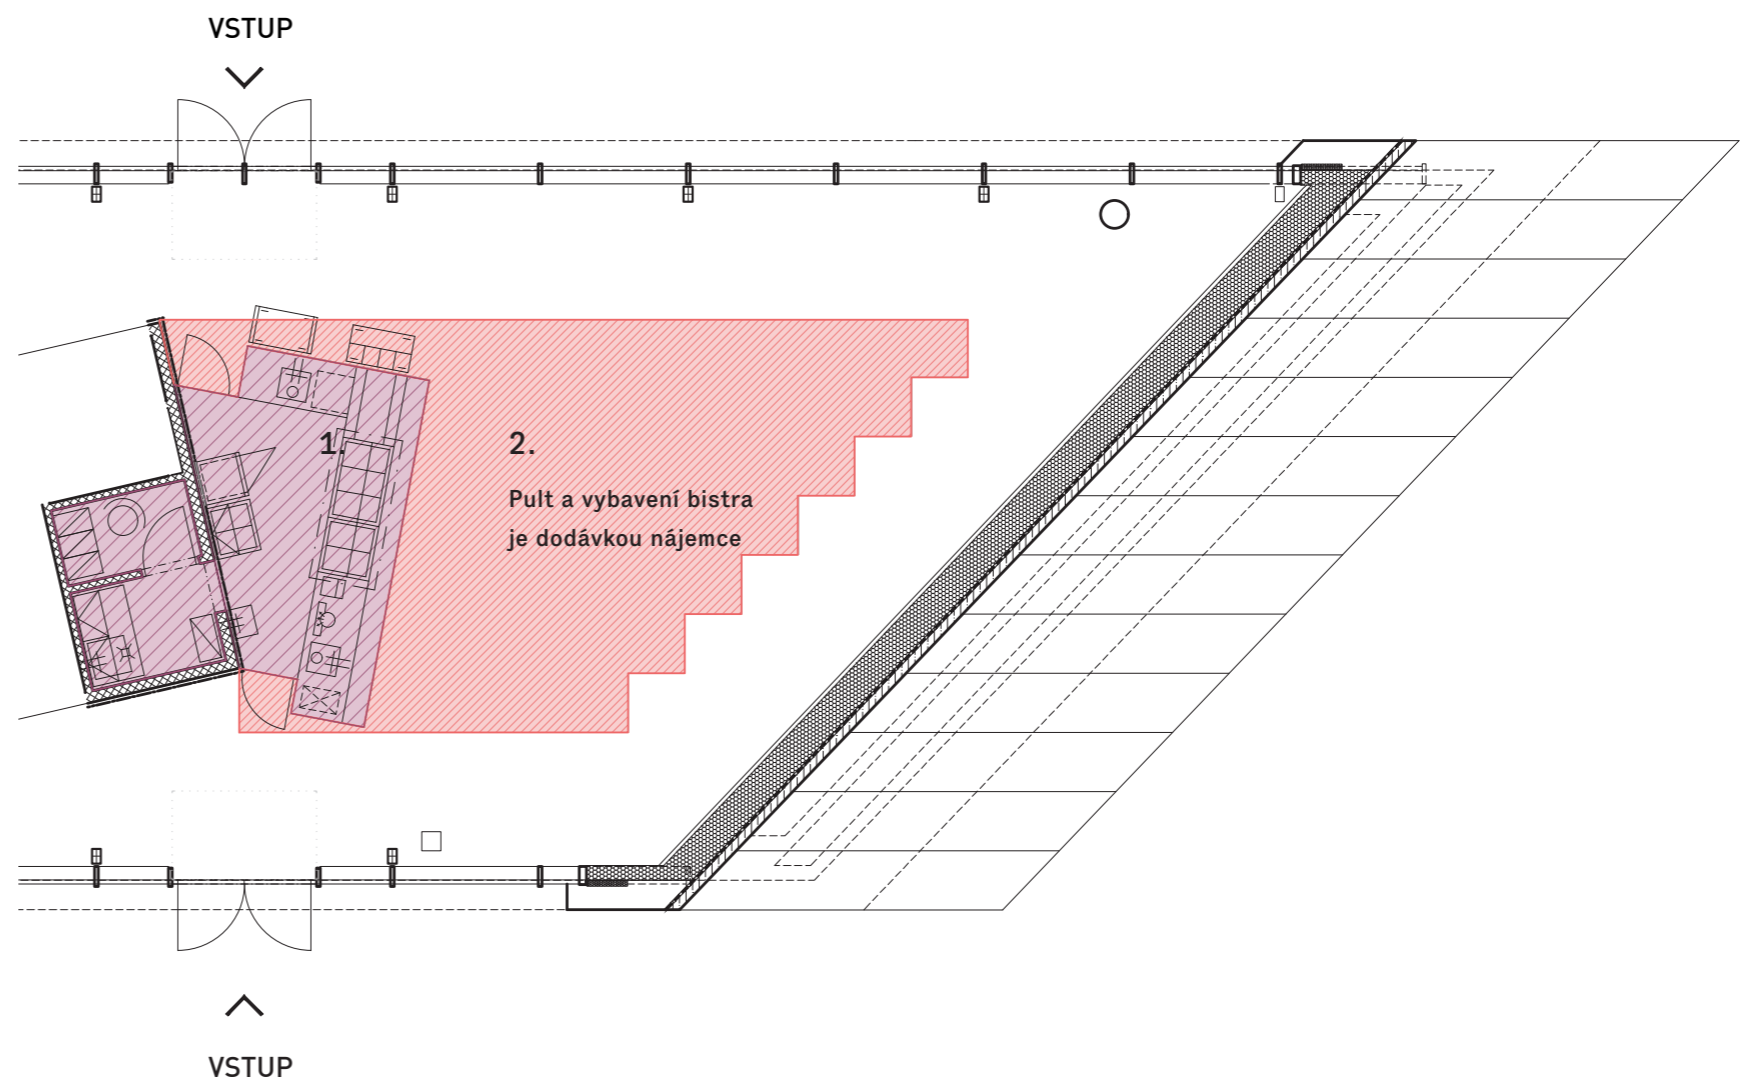 VSTUP
1.
2.
Pult a vybavení bistra
je dodávkou nájemce
VSTUP